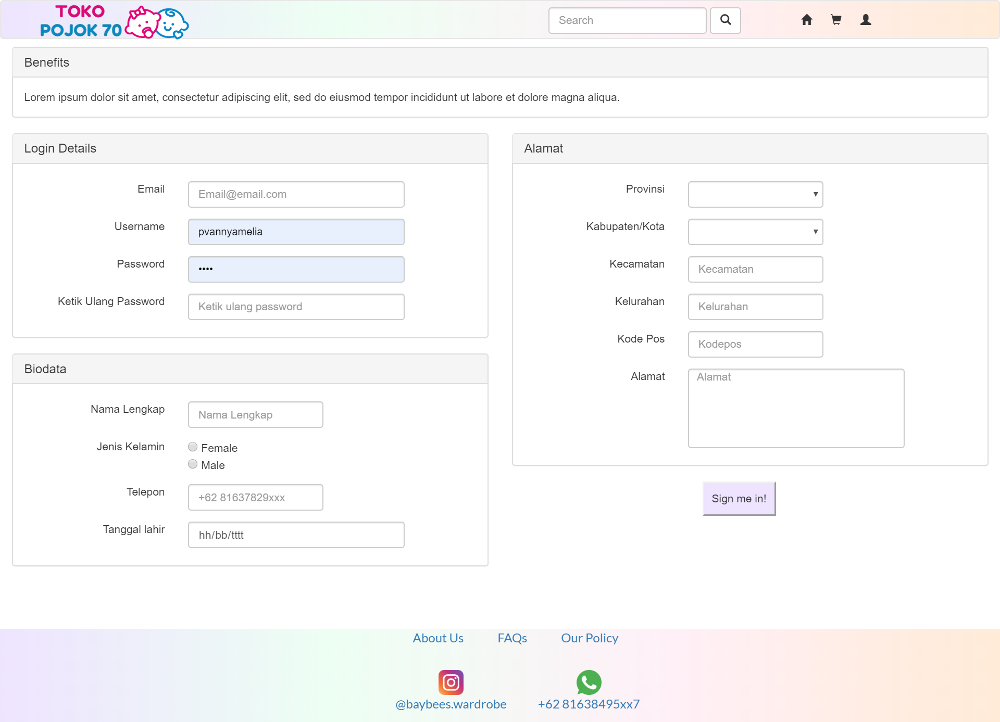 TOKO
POJOK 70
Search
Benefits
Lorem ipsum dolor sit amet, consectetur adipiscing elit, sed do eiusmod tempor incididunt ut labore et dolore magna aliqua.
Login Details
Email
Email@email.com
Username
pvannyamelia
Password
••••
Ketik Ulang Password
Ketik ulang password
Biodata
Nama Lengkap
Nama Lengkap
Jenis Kelamin
Female
Male
Telepon
+62 81637829xxx
Tanggal lahir
hh/bb/tttt
Alamat
Provinsi
Kabupaten/Kota
Kecamatan
Kecamatan
Kelurahan
Kelurahan
Kode Pos
Kodepos
Alamat
Alamat
Sign me in!
About Us
FAQs
Our Policy
@baybees.wardrobe
+62 81638495xx7